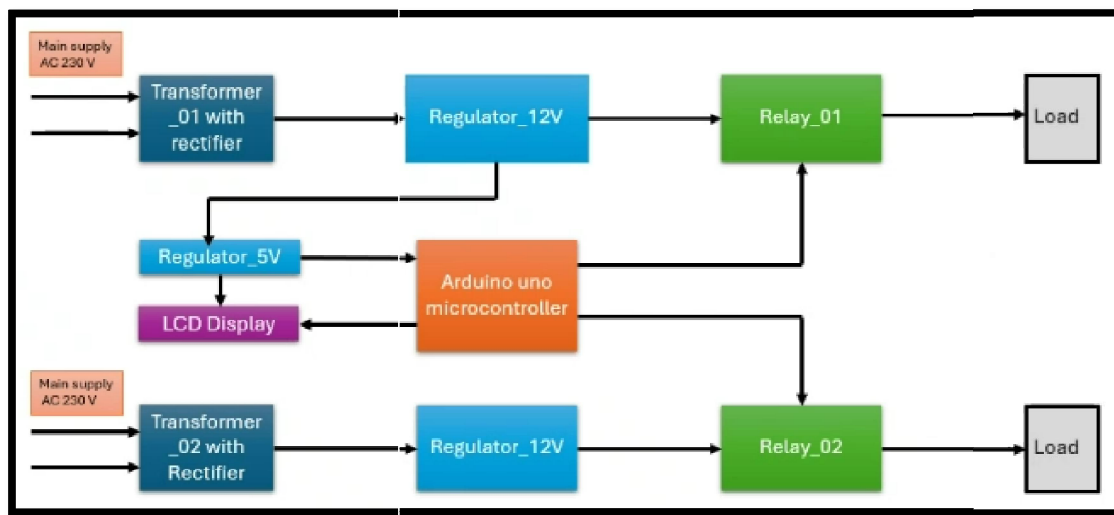 Main supply
AC 230 V
Transformer
_01 with
rectifier
Regulator_12V
Relay_01
Load
Regulator_5V
Arduino uno
microcontroller
LCD Display
Main supply
AC 230 V
Transformer
_02 with
Rectifier
Regulator_12V
Relay_02
Load